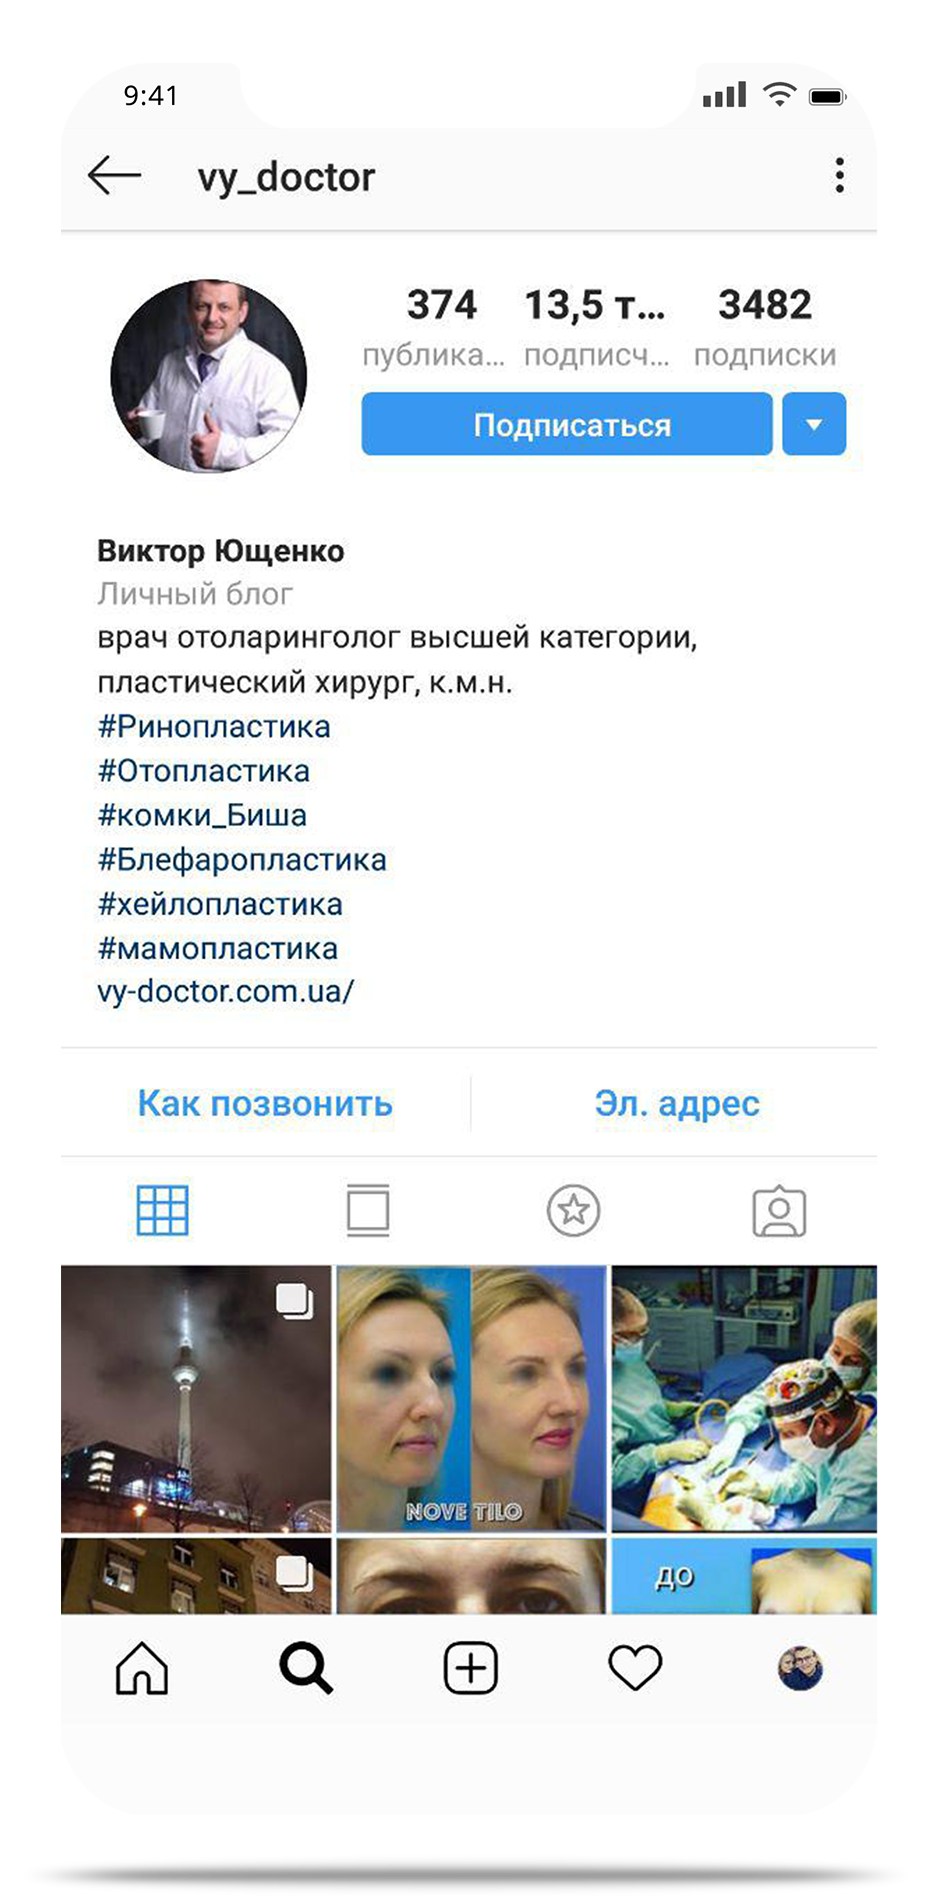 9:41
vy_doctor
374 13,5 т... 3482
публика... подписч... подписки
Подписаться
Виктор Ющенко
Личный блог
врач отоларинголог высшей категории,
пластический хирург, к.м.н.
#Ринопластика
#Отопластика
#комки_Биша
#Блефаропластика
#хейлопластика
#мамопластика
vy-doctor.com.ua/
Как позвонить Эл. адрес
NOVE TILO
ДО